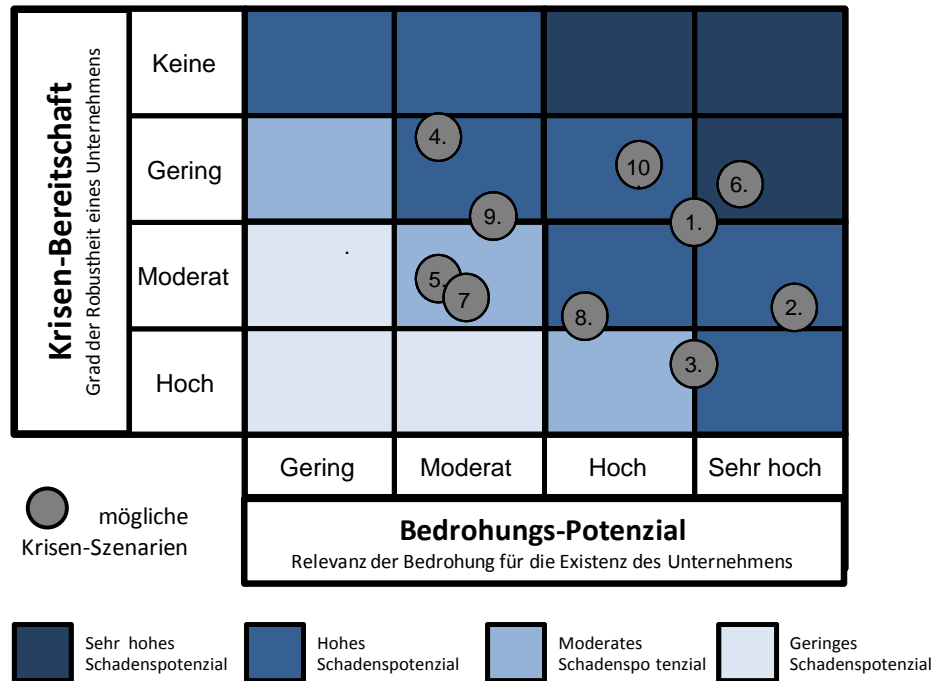 Krisen-Bereitschaft
Grad der Robustheit eines Unternehmens
Keine
Gering
Moderat
Hoch
4.
10
.
6.
9.
1.
.
5.
7
8.
2.
3.
Gering
Moderat
Hoch
Sehr hoch
Bedrohungs-Potenzial
Relevanz der Bedrohung für die Existenz des Unternehmens
mögliche
Krisen-Szenarien
Sehr hohes
Schadenspotenzial
Hohes
Schadenspotenzial
Moderates
Schadenspo tenzial
Geringes
Schadenspotenzial